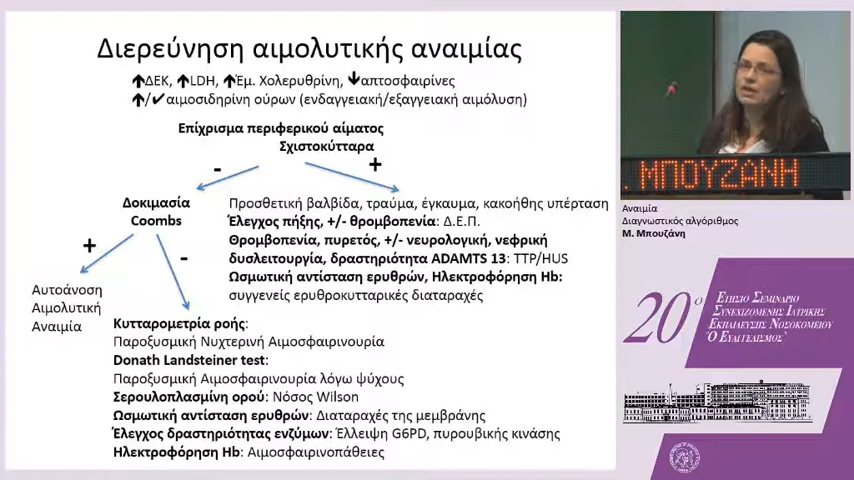 Διερεύνηση αιμολυτικής αναιμίας
↑ΔΕΚ, ↑LDH, ↑Έμ. Χολερυθρίνη, ↓απτοσφαιρίνες
↑/✔αιμοσιδηρίνη ούρων (ενδαγγειακή/εξαγγειακή αιμόλυση)
Επίχρισμα περιφερικού αίματος
Σχιστοκύτταρα
-
+
Δοκιμασία
Coombs
Προσθετική βαλβίδα, τραύμα, έγκαυμα, κακοήθης υπέρταση
Έλεγχος πήξης, +/- θρομβοπενία: Δ.Ε.Π.
Θρομβοπενία, πυρετός, +/- νευρολογική, νεφρική
δυσλειτουργία, δραστηριότητα ADAMTS 13: TTP/HUS
Ωσμωτική αντίσταση ερυθρών, Ηλεκτροφόρηση Hb:
συγγενείς ερυθροκυτταρικές διαταραχές
+
-
Αυτοάνοση
Αιμολυτική
Αναιμία
Κυτταρομετρία ροής:
Παροξυσμική Νυχτερινή Αιμοσφαιρινουρία
Donath Landsteiner test:
Παροξυσμική Αιμοσφαιρινουρία λόγω ψύχους
Σερουλοπλασμίνη ορού: Νόσος Wilson
Ωσμωτική αντίσταση ερυθρών: Διαταραχές της μεμβράνης
Έλεγχος δραστηριότητας ενζύμων: Έλλειψη G6PD, πυρουβικής κινάσης
Ηλεκτροφόρηση Hb: Αιμοσφαιρινοπάθειες
. ΜΠΟΥΖΑΝΗ
Αναιμία
Διαγνωστικός αλγόριθμος
Μ. Μπουζάνη
20ο
Ετήσιο Σεμινάριο
Συνεχιζόμενης Ιατρικής
Εκπαίδευσης Νοσοκομείου
'Ο Ευαγγελισμός'